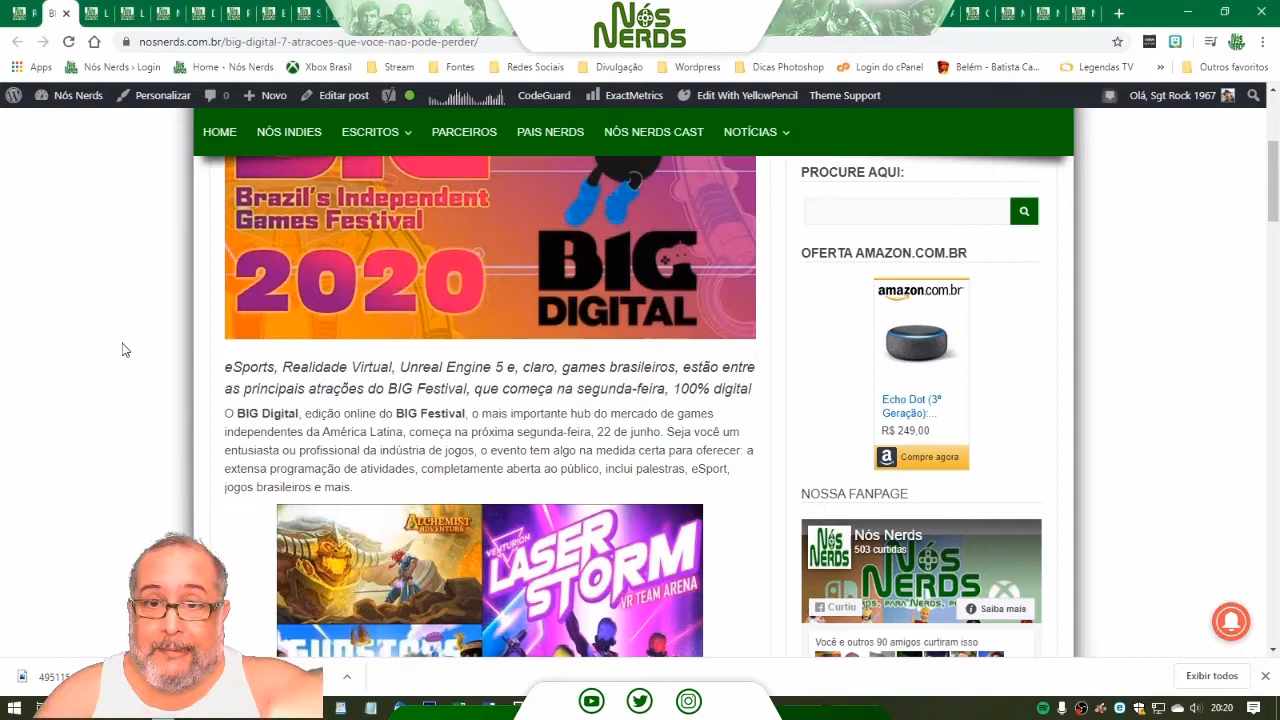 NÓS
NERDS
nosnerds.com.br/big-digital-7-atracoes-que-voce-nao-pode-perder/
Apps
Nós Nerds › Login
Home - Nós Nerds
Xbox Brasil
Stream
Fontes
Redes Sociais
Divulgação
Wordpress
Dicas Photoshop
Login do cPanel
Belém - Batista Ca...
Legendas TV
»
Outros favoritos
Nós Nerds
Personalizar
0
+ Novo
Editar post
CodeGuard
ExactMetrics
Edit With YellowPencil
Theme Support
Olá, Sgt Rock 1967
HOME
NÓS INDIES
ESCRITOS
PARCEIROS
PAIS NERDS
NÓS NERDS CAST
NOTÍCIAS
BIG
Brazil's Independent
Games Festival
2020
BIG
DIGITAL
eSports, Realidade Virtual, Unreal Engine 5 e, claro, games brasileiros, estão entre
as principais atrações do BIG Festival, que começa na segunda-feira, 100% digital
O BIG Digital, edição online do BIG Festival, o mais importante hub do mercado de games
independentes da América Latina, começa na próxima segunda-feira, 22 de junho. Seja você um
entusiasta ou profissional da indústria de jogos, o evento tem algo na medida certa para oferecer: a
extensa programação de atividades, completamente aberta ao público, inclui palestras, eSport,
jogos brasileiros e mais.
ALCHEMIST
ADVENTURE
VENTURION
LASER
STORM
VR TEAM ARENA
PROCURE AQUI:
OFERTA AMAZON.COM.BR
amazon.com.br
Echo Dot (3ª
Geração):...
R$ 249,00
Compre agora
NOSSA FANPAGE
Nós Nerds
503 curtidas
NÓS
NERDS
Curtiu
Saiba mais
Você e outros 90 amigos curtiram isso
495115
Exibir todos
20:20